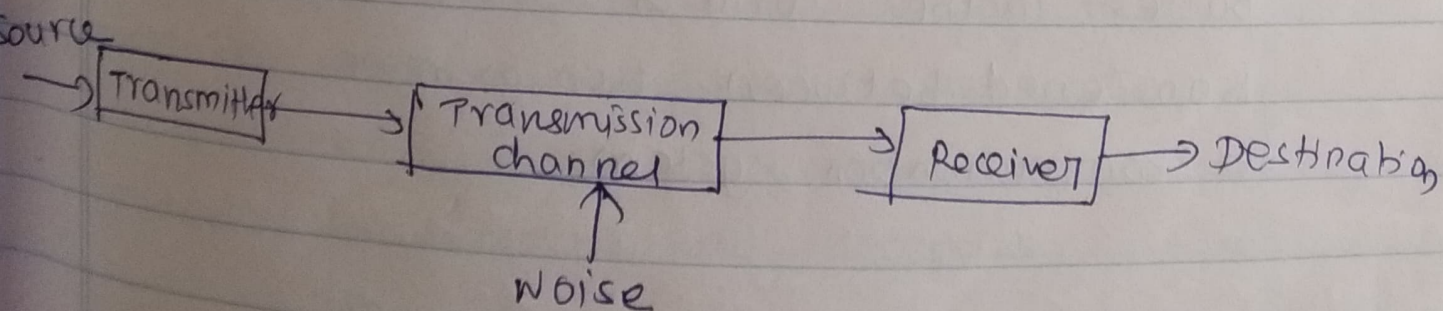 Source
Transmitter
Transmission
channel
Receiver
Destination
Noise